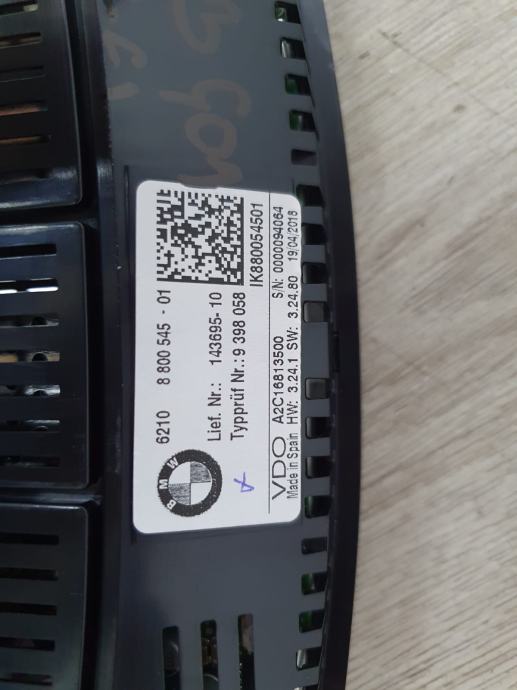 6210 8 800 545 - 01
Lief. Nr.: 143695-10
Typprüf Nr.: 9 398 058
IK880054501
BMW
VDO A2C16813500 S/N: 0000094064
Made in Spain HW: 3.24.1 SW: 3.24.80 19/04/2018